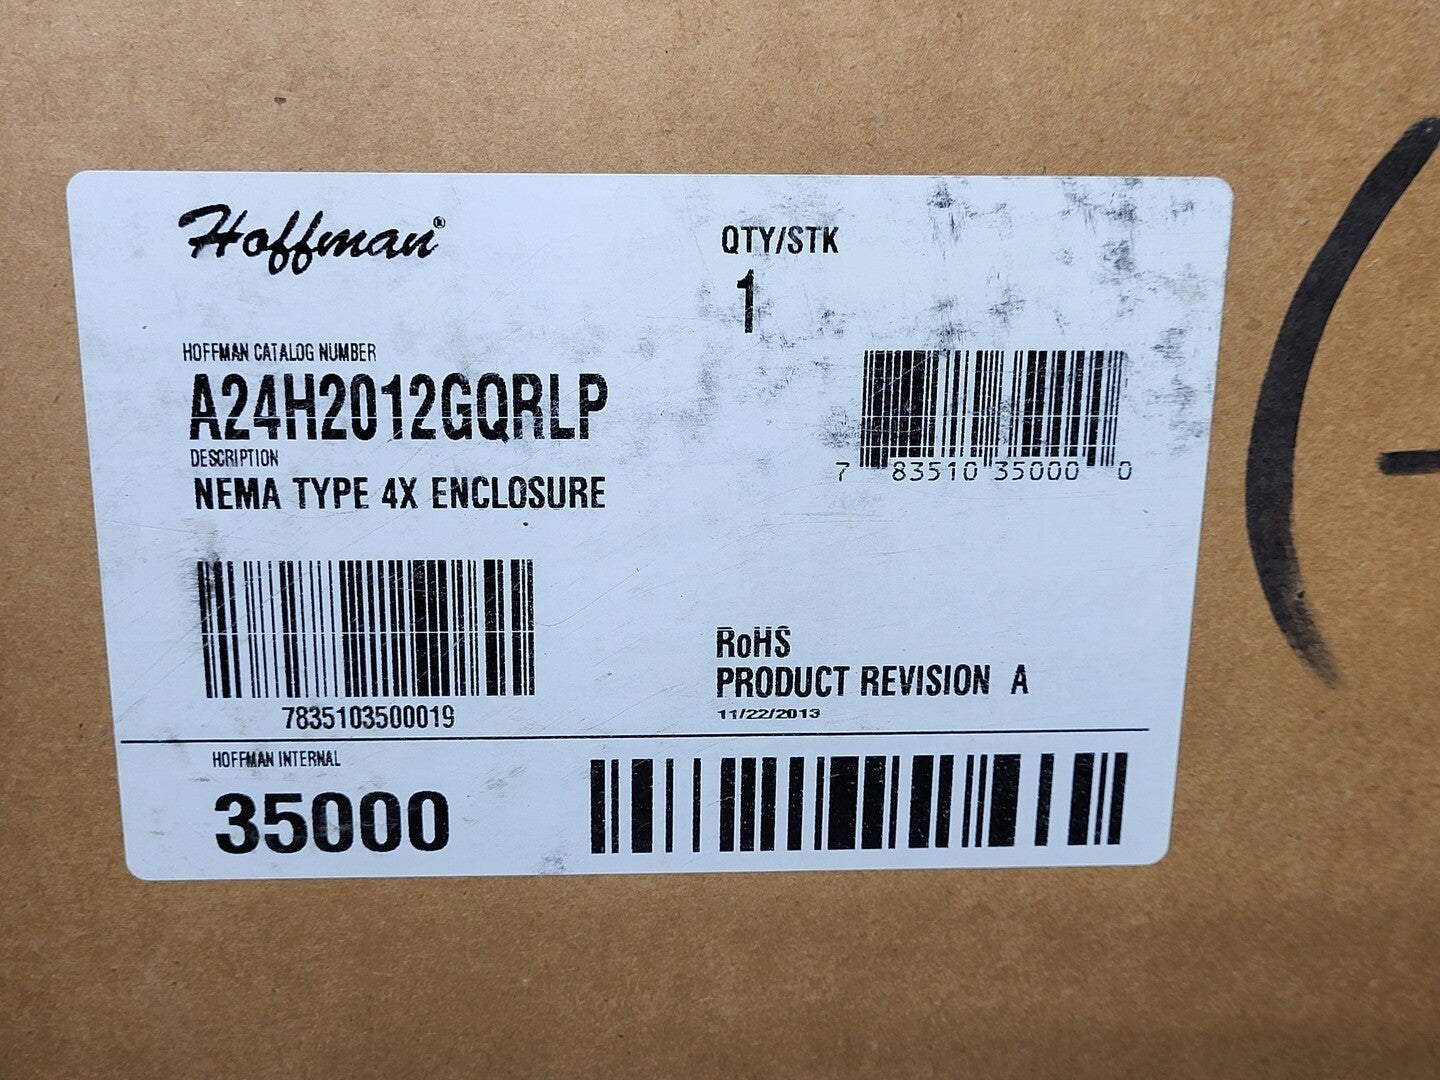 Hoffman®
QTY/STK
1
HOFFMAN CATALOG NUMBER
A24H2012GQRLP
DESCRIPTION
NEMA TYPE 4X ENCLOSURE
7 83510 35000 0
7835103500019
RoHS
PRODUCT REVISION A
11/22/2013
HOFFMAN INTERNAL
35000